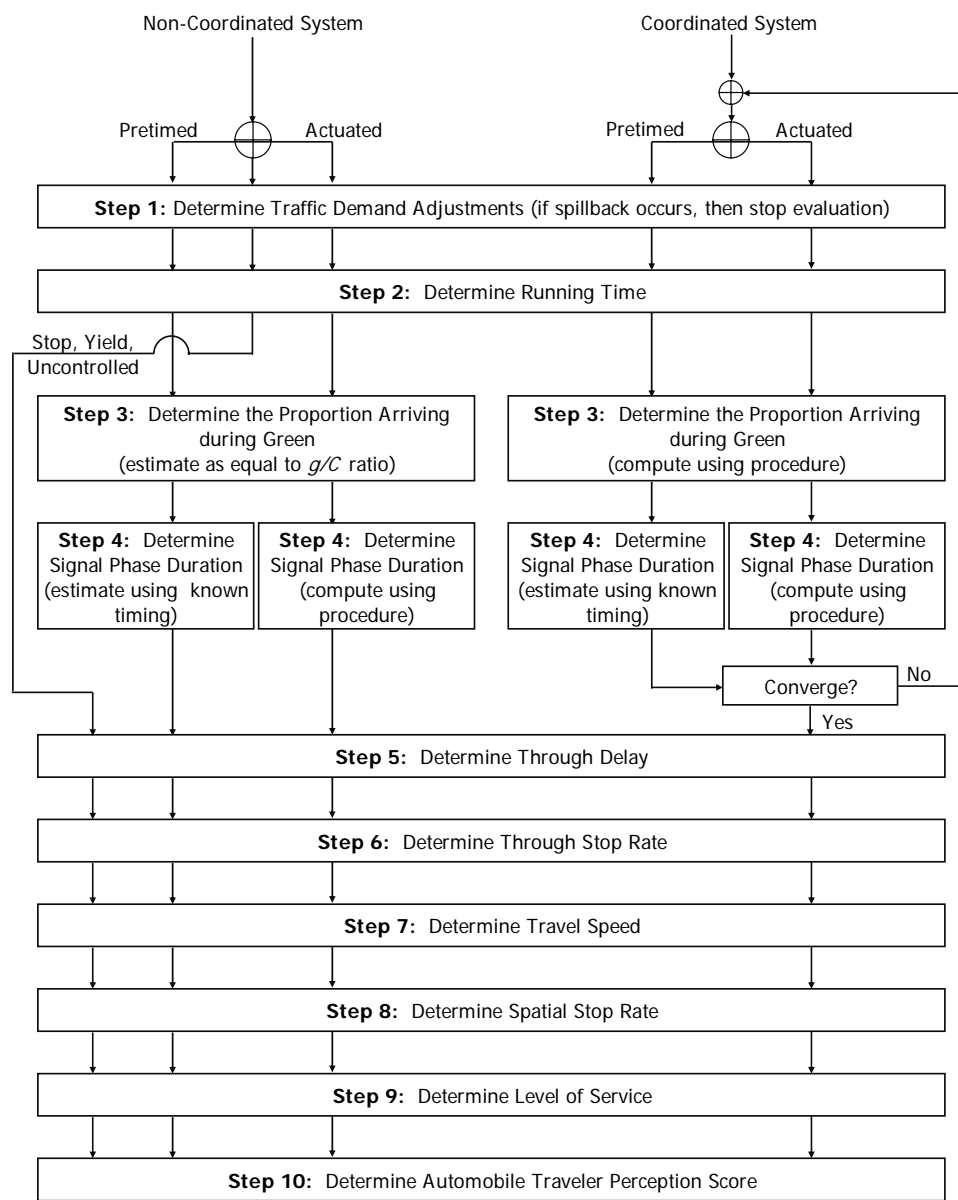 Non-Coordinated System
Coordinated System
Pretimed
Actuated
Pretimed
Actuated
Step 1: Determine Traffic Demand Adjustments (if spillback occurs, then stop evaluation)
Step 2: Determine Running Time
Stop, Yield,
Uncontrolled
Step 3: Determine the Proportion Arriving
during Green
(estimate as equal to g/C ratio)
Step 3: Determine the Proportion Arriving
during Green
(compute using procedure)
Step 4: Determine
Signal Phase Duration
(estimate using known
timing)
Step 4: Determine
Signal Phase Duration
(compute using
procedure)
Step 4: Determine
Signal Phase Duration
(estimate using known
timing)
Step 4: Determine
Signal Phase Duration
(compute using
procedure)
Converge?
No
Yes
Step 5: Determine Through Delay
Step 6: Determine Through Stop Rate
Step 7: Determine Travel Speed
Step 8: Determine Spatial Stop Rate
Step 9: Determine Level of Service
Step 10: Determine Automobile Traveler Perception Score